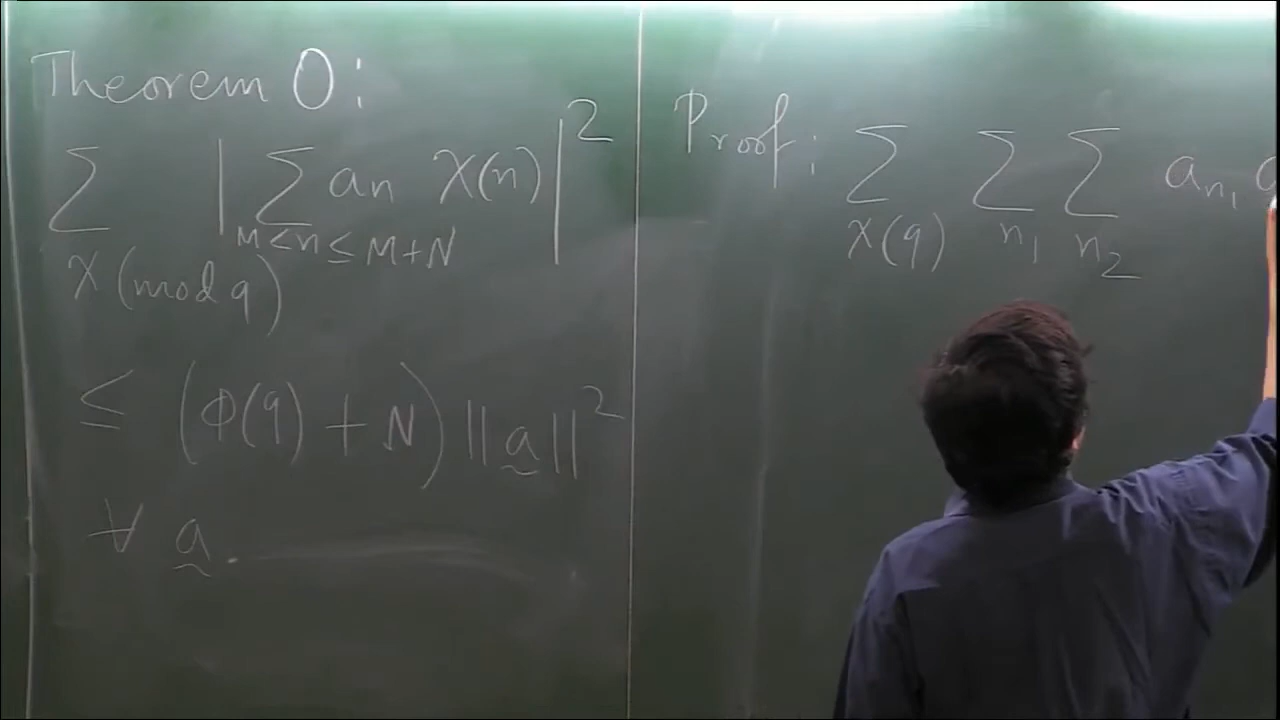 Theorem 0:
∑ | ∑ aₙ χ(n) |²
M<n≤M+N
χ (mod q)
≤ (ϕ(q) + N) ||a̰||²
∀ a̰.
Proof: ∑ ∑ ∑ aₙ₁ a
χ(q) n₁ n₂